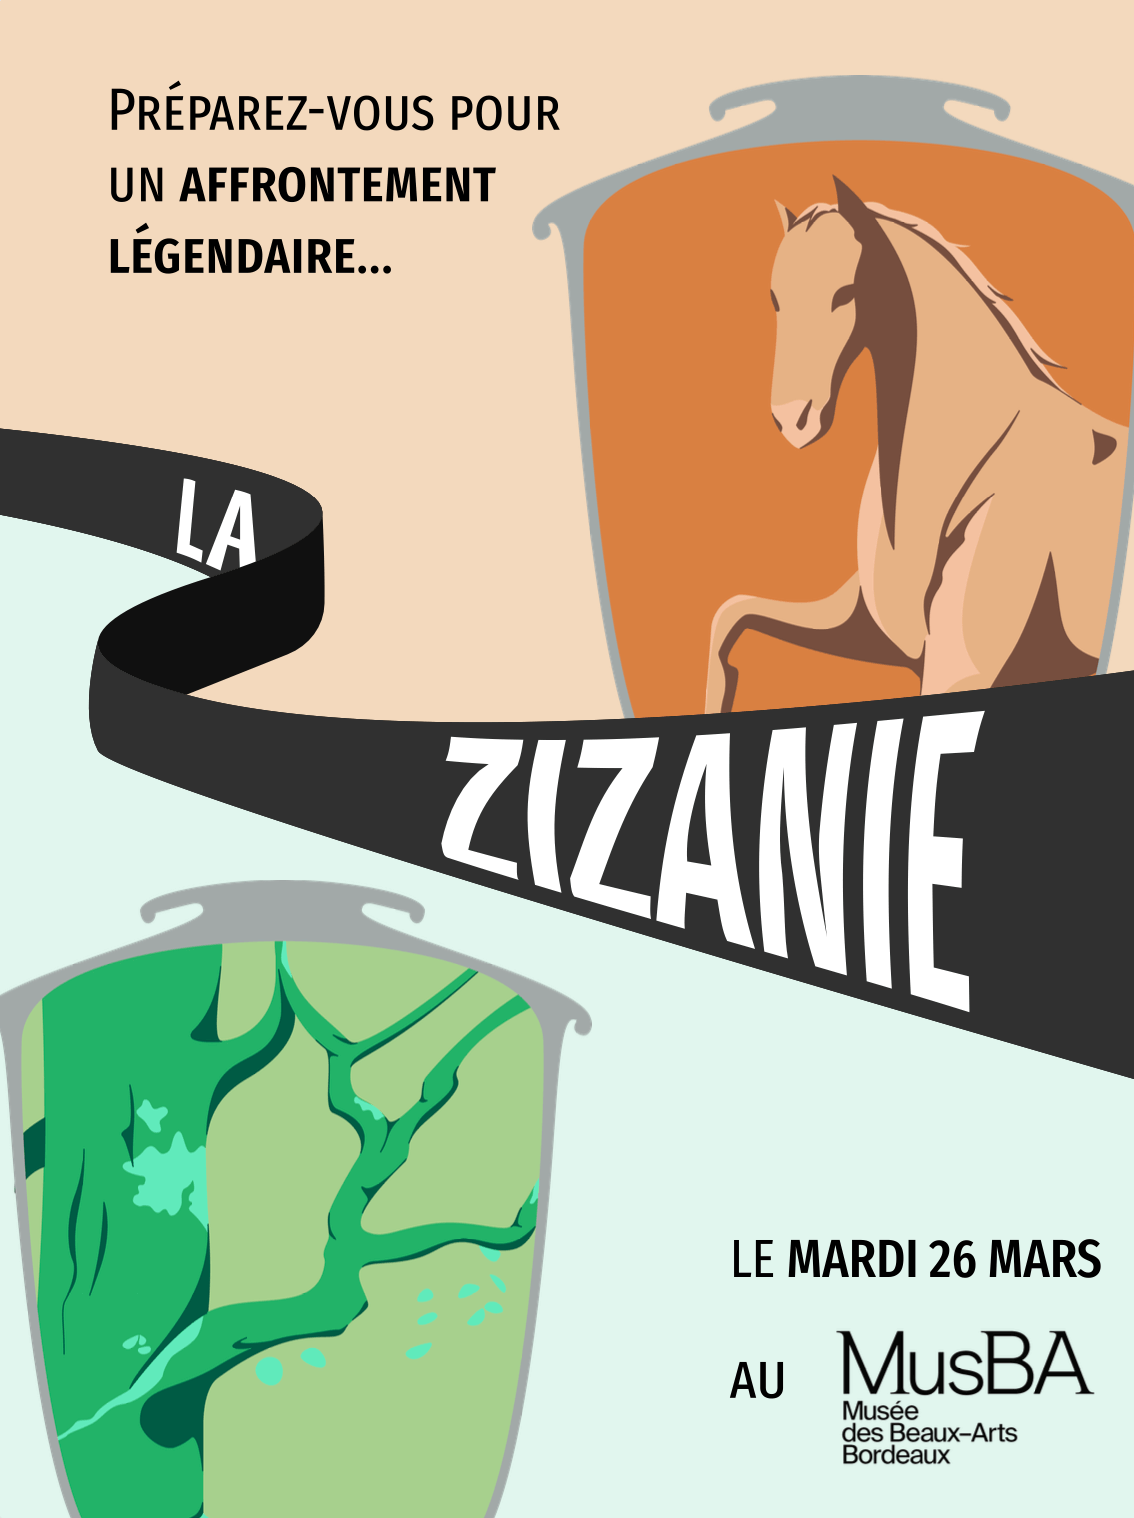 PRÉPAREZ-VOUS POUR
UN AFFRONTEMENT
LÉGENDAIRE...
LA
ZIZANIE
LE MARDI 26 MARS
AU MusBA
Musée
des Beaux-Arts
Bordeaux